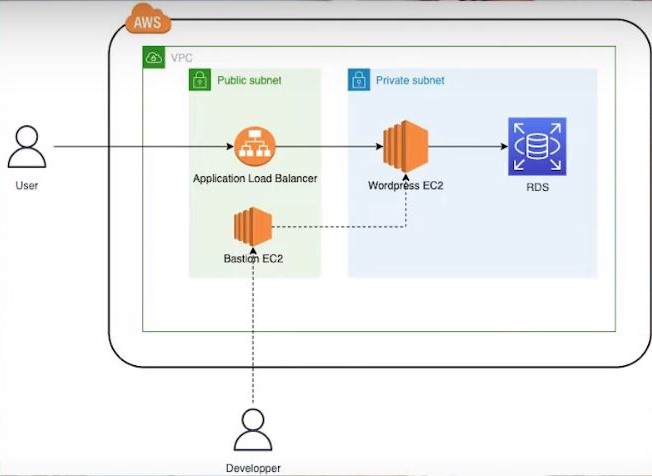 AWS
VPC
Public subnet
Private subnet
User
Application Load Balancer
Wordpress EC2
RDS
Bastion EC2
Developper